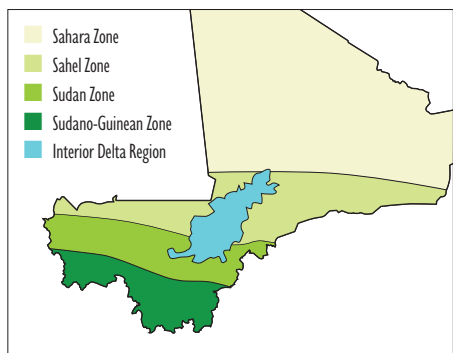 Sahara Zone
Sahel Zone
Sudan Zone
Sudano-Guinean Zone
Interior Delta Region